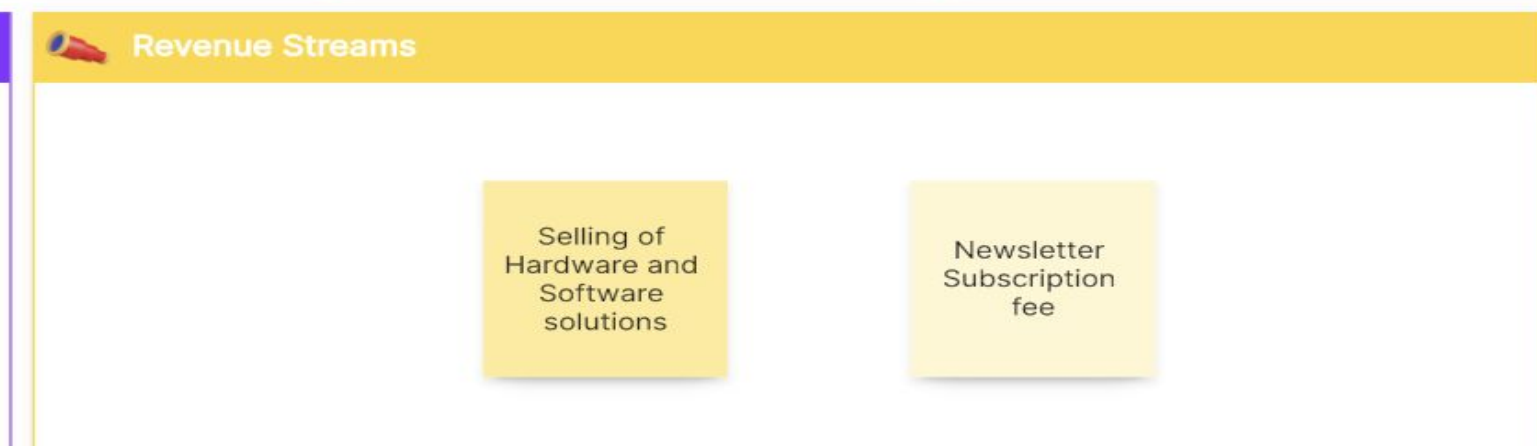 Revenue Streams
Selling of
Hardware and
Software
solutions
Newsletter
Subscription
fee